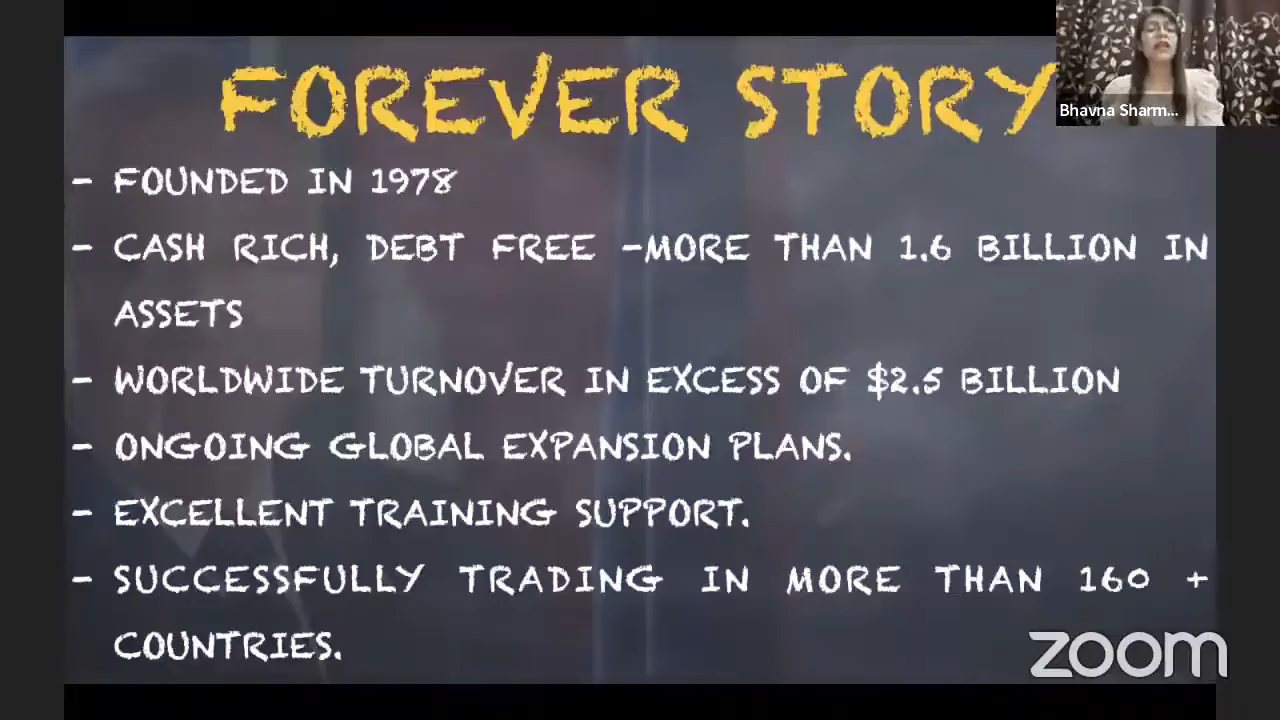 FOREVER STORY
Bhavna Sharm...
- FOUNDED IN 1978
- CASH RICH, DEBT FREE -MORE THAN 1.6 BILLION IN
ASSETS
- WORLDWIDE TURNOVER IN EXCESS OF $2.5 BILLION
- ONGOING GLOBAL EXPANSION PLANS.
- EXCELLENT TRAINING SUPPORT.
- SUCCESSFULLY TRADING IN MORE THAN 160 +
COUNTRIES.
zoom